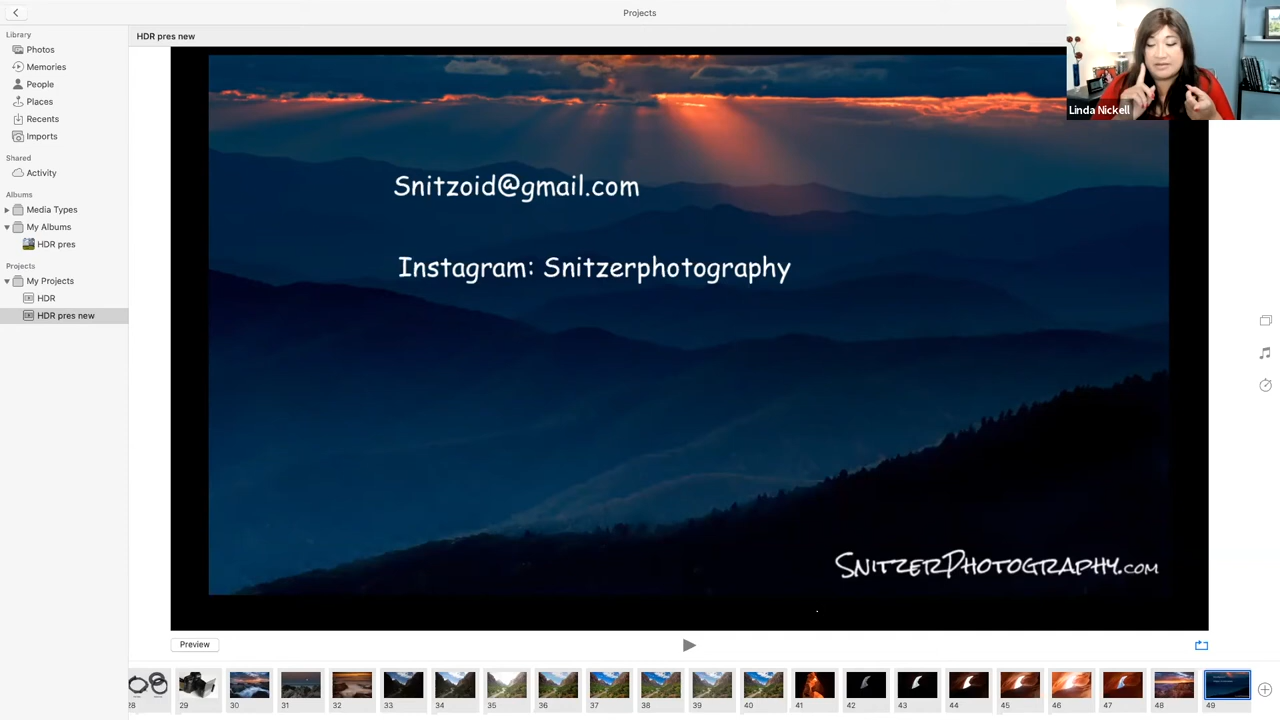 Projects
Library
HDR pres new
Photos
Memories
People
Places
Recents
Imports
Shared
Activity
Albums
Media Types
My Albums
HDR pres
Projects
My Projects
HDR
HDR pres new
Linda Nickell
Snitzoid@gmail.com
Instagram: Snitzerphotography
SnitzerPhotography.com
Preview
28 29 30 31 32 33 34 35 36 37 38 39 40 41 42 43 44 45 46 47 48 49